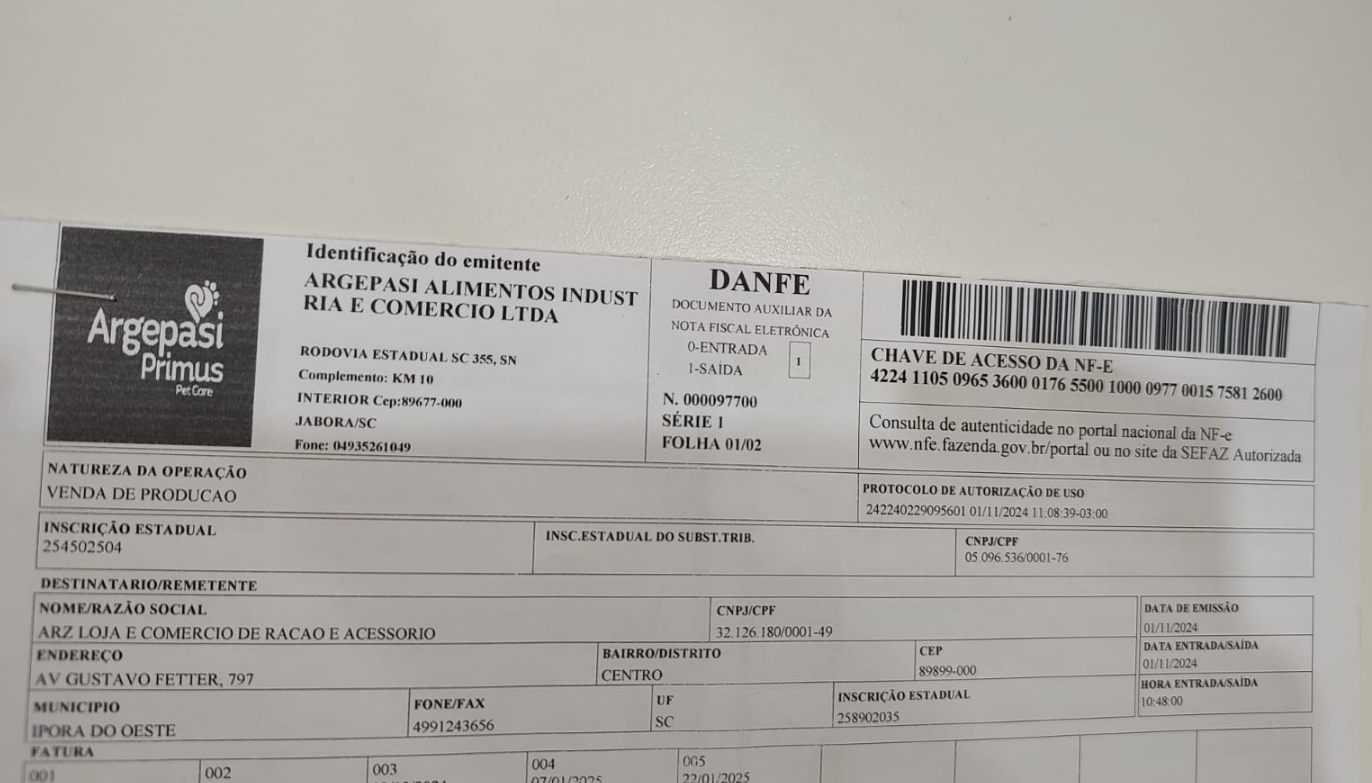 Argepasi
Primus
Pet Care
Identificação do emitente
ARGEPASI ALIMENTOS INDUST
RIA E COMERCIO LTDA
RODOVIA ESTADUAL SC 355, SN
Complemento: KM 10
INTERIOR Cep:89677-000
JABORA/SC
Fone: 04935261049
DANFE
DOCUMENTO AUXILIAR DA
NOTA FISCAL ELETRÔNICA
0-ENTRADA
1-SAÍDA
1
N. 000097700
SÉRIE 1
FOLHA 01/02
CHAVE DE ACESSO DA NF-E
4224 1105 0965 3600 0176 5500 1000 0977 0015 7581 2600
Consulta de autenticidade no portal nacional da NF-e
www.nfe.fazenda.gov.br/portal ou no site da SEFAZ Autorizada
NATUREZA DA OPERAÇÃO
VENDA DE PRODUCAO
PROTOCOLO DE AUTORIZAÇÃO DE USO
242240229095601 01/11/2024 11:08:39-03:00
INSCRIÇÃO ESTADUAL
254502504
INSC.ESTADUAL DO SUBST.TRIB.
CNPJ/CPF
05.096.536/0001-76
DESTINATARIO/REMETENTE
NOME/RAZÃO SOCIAL
ARZ LOJA E COMERCIO DE RACAO E ACESSORIO
CNPJ/CPF
32.126.180/0001-49
DATA DE EMISSÃO
01/11/2024
ENDEREÇO
AV GUSTAVO FETTER, 797
BAIRRO/DISTRITO
CENTRO
CEP
89899-000
DATA ENTRADA/SAÍDA
01/11/2024
MUNICIPIO
IPORA DO OESTE
FONE/FAX
4991243656
UF
SC
INSCRIÇÃO ESTADUAL
258902035
HORA ENTRADA/SAÍDA
10:48:00
FATURA
001
002
003
004
07/01/2025
005
22/01/2025